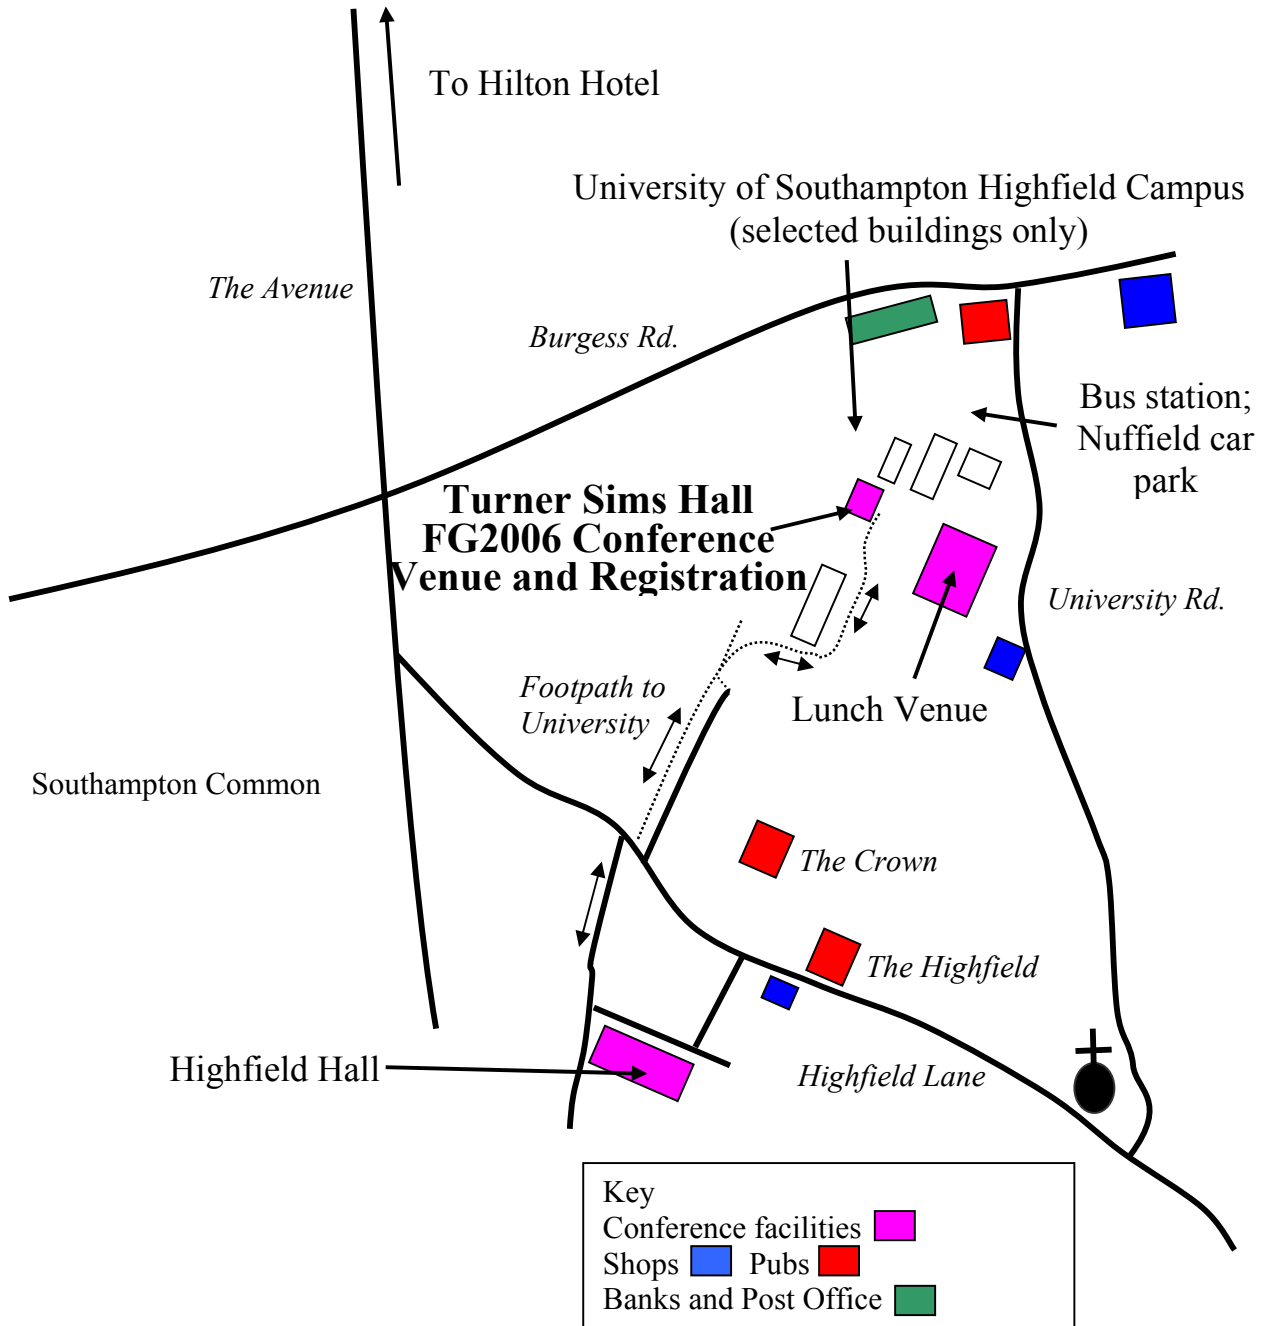 To Hilton Hotel
University of Southampton Highfield Campus
(selected buildings only)
The Avenue
Burgess Rd.
Bus station;
Nuffield car
park
Turner Sims Hall
FG2006 Conference
Venue and Registration
University Rd.
Footpath to
University
Lunch Venue
Southampton Common
The Crown
The Highfield
Highfield Hall
Highfield Lane
Key
Conference facilities
Shops Pubs
Banks and Post Office